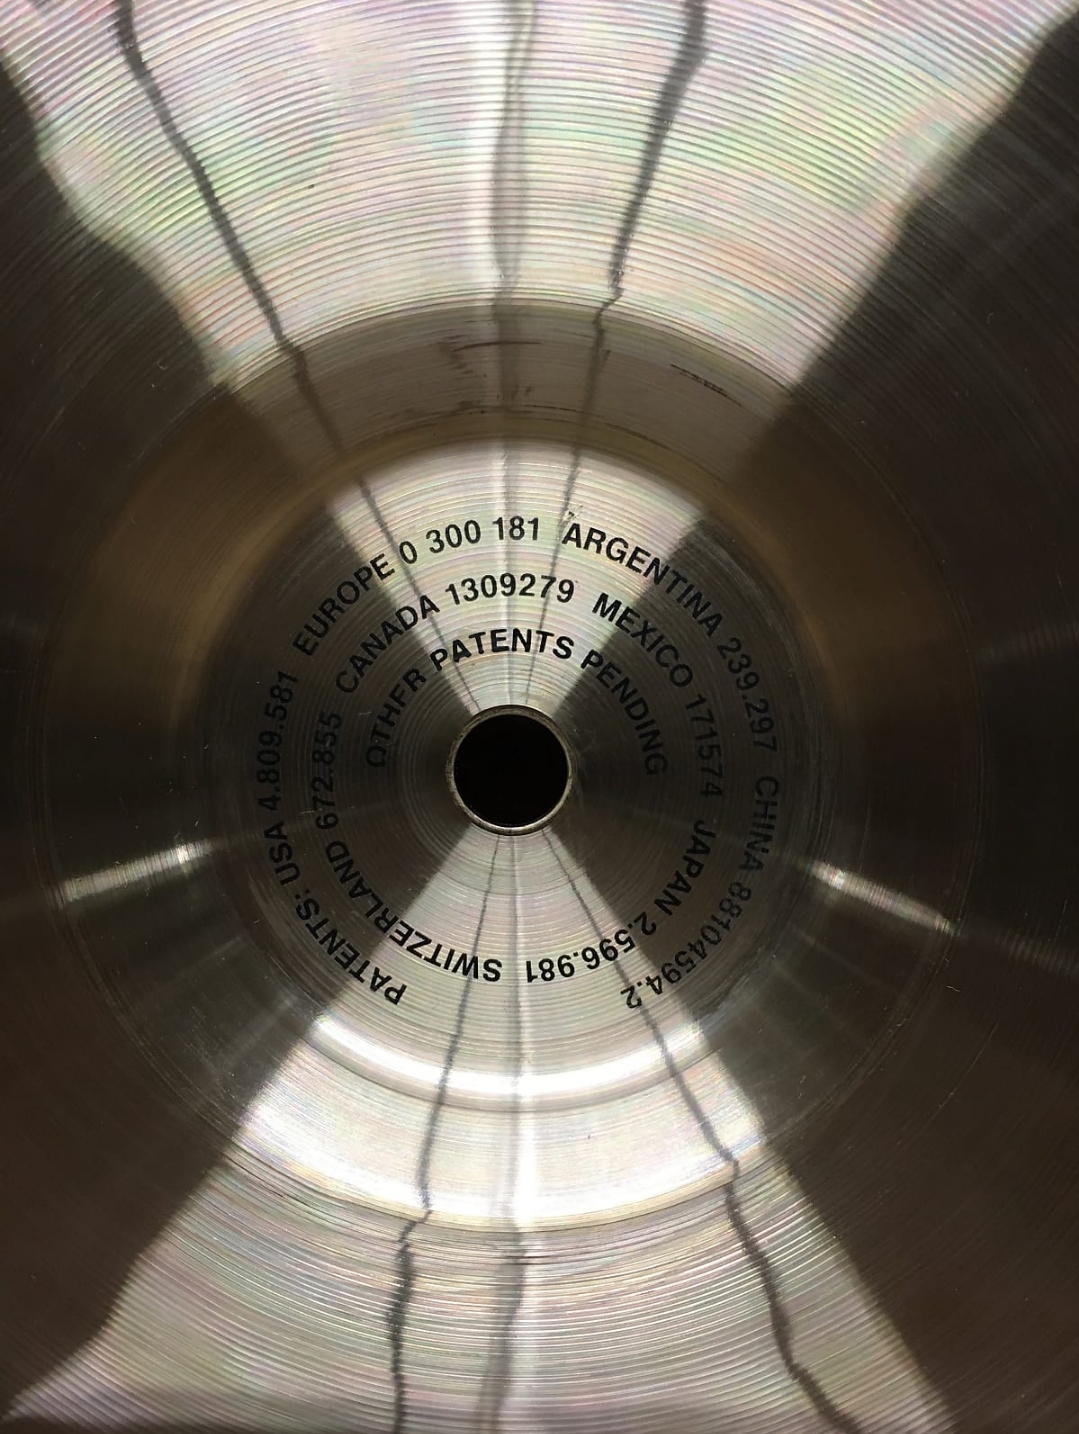 PATENTS: USA 4.809.581 EUROPE 0 300 181 ARGENTINA 239.297 CHINA 88104594.2
SWITZERLAND 672.855 CANADA 1309279 MEXICO 171574 JAPAN 2.596.981
OTHER PATENTS PENDING